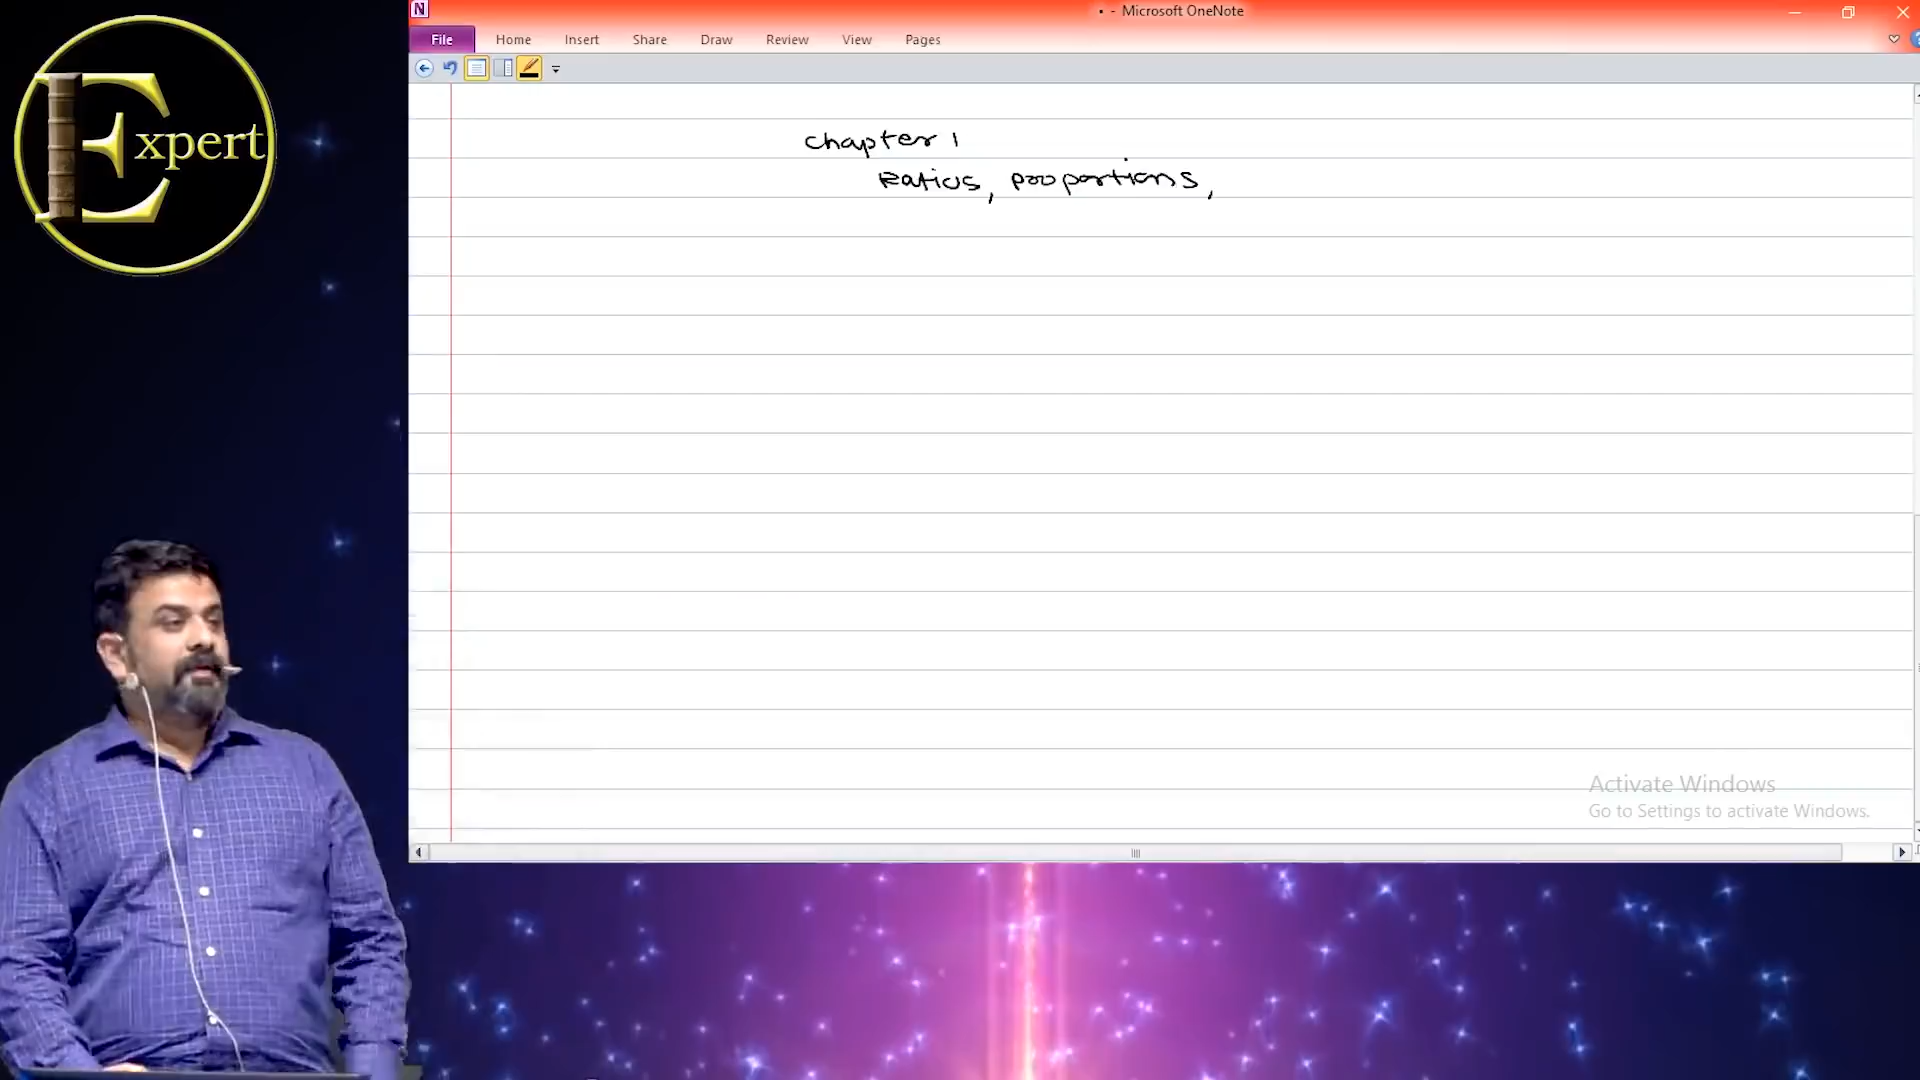 Expert
- Microsoft OneNote
File Home Insert Share Draw Review View Pages
Chapter 1
Ratios, proportions,
Activate Windows
Go to Settings to activate Windows.